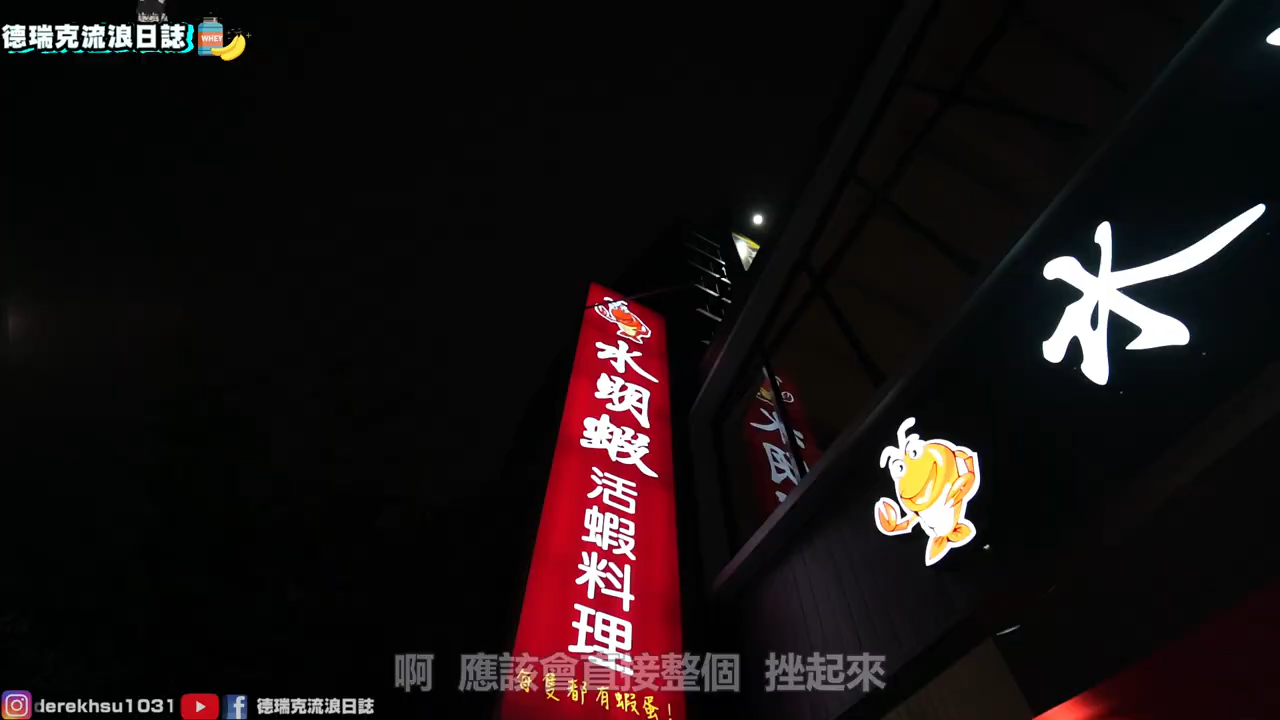 德瑞克流浪日誌
WHEY
水明蝦
活蝦料理
每隻都有蝦蛋!
水
啊 應該會直接整個 挫起來
derekhsu1031
德瑞克流浪日誌